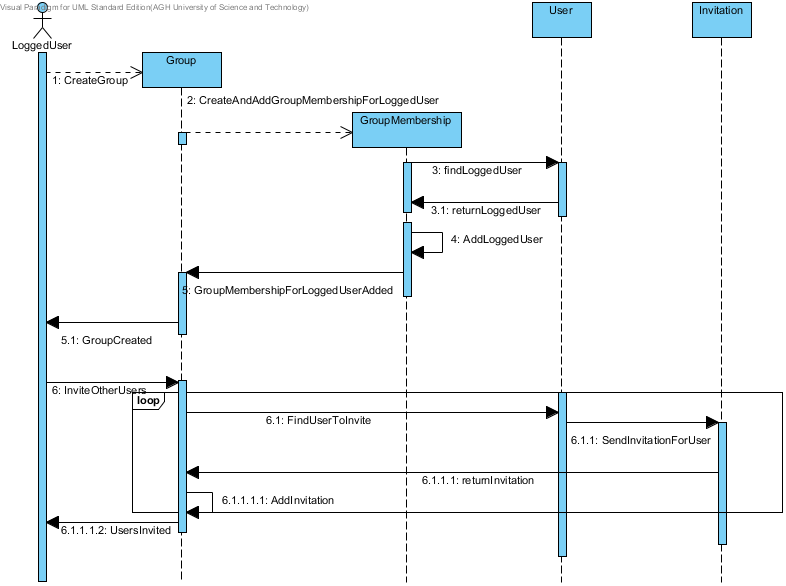 Visual Paradigm for UML Standard Edition(AGH University of Science and Technology)
User
Invitation
LoggedUser
Group
1: CreateGroup
2: CreateAndAddGroupMembershipForLoggedUser
GroupMembership
3: findLoggedUser
3.1: returnLoggedUser
4: AddLoggedUser
5: GroupMembershipForLoggedUserAdded
5.1: GroupCreated
6: InviteOtherUsers
loop
6.1: FindUserToInvite
6.1.1: SendInvitationForUser
6.1.1.1: returnInvitation
6.1.1.1.1: AddInvitation
6.1.1.1.2: UsersInvited